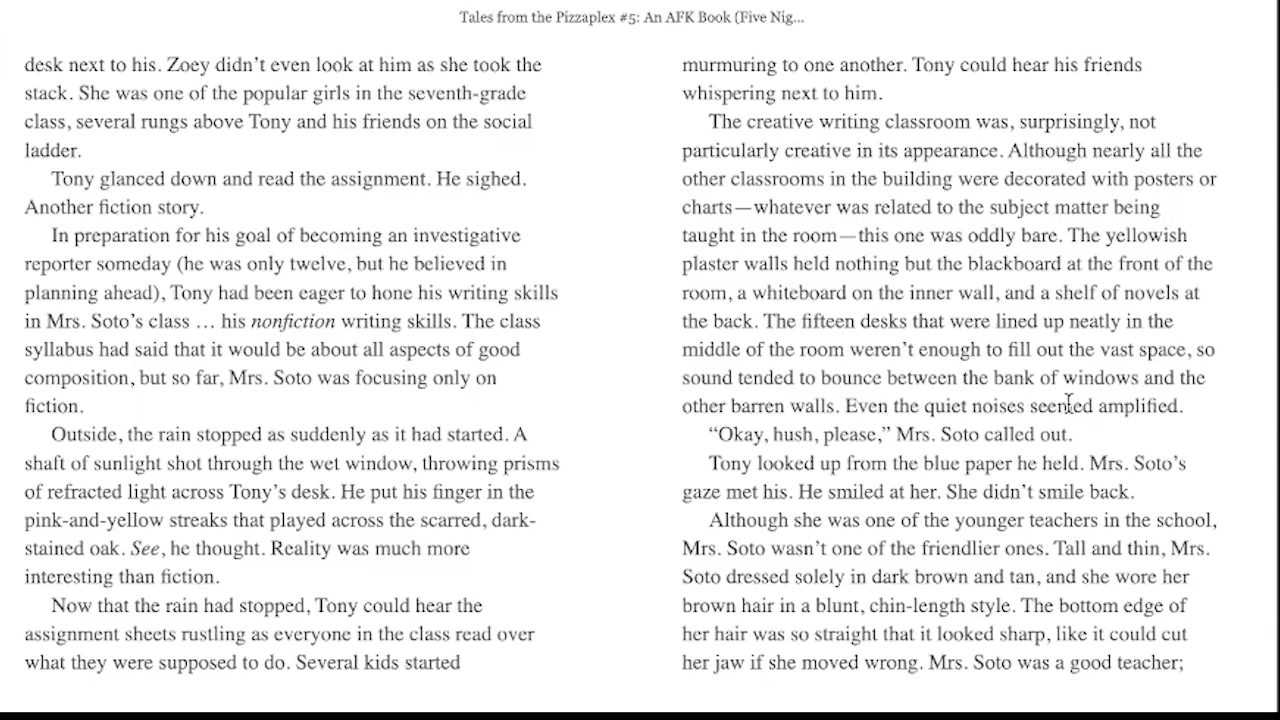 Tales from the Pizzaplex #5: An AFK Book (Five Nig...
desk next to his. Zoey didn’t even look at him as she took the
stack. She was one of the popular girls in the seventh-grade
class, several rungs above Tony and his friends on the social
ladder.
Tony glanced down and read the assignment. He sighed.
Another fiction story.
In preparation for his goal of becoming an investigative
reporter someday (he was only twelve, but he believed in
planning ahead), Tony had been eager to hone his writing skills
in Mrs. Soto’s class … his nonfiction writing skills. The class
syllabus had said that it would be about all aspects of good
composition, but so far, Mrs. Soto was focusing only on
fiction.
Outside, the rain stopped as suddenly as it had started. A
shaft of sunlight shot through the wet window, throwing prisms
of refracted light across Tony’s desk. He put his finger in the
pink-and-yellow streaks that played across the scarred, dark-
stained oak. See, he thought. Reality was much more
interesting than fiction.
Now that the rain had stopped, Tony could hear the
assignment sheets rustling as everyone in the class read over
what they were supposed to do. Several kids started
murmuring to one another. Tony could hear his friends
whispering next to him.
The creative writing classroom was, surprisingly, not
particularly creative in its appearance. Although nearly all the
other classrooms in the building were decorated with posters or
charts—whatever was related to the subject matter being
taught in the room—this one was oddly bare. The yellowish
plaster walls held nothing but the blackboard at the front of the
room, a whiteboard on the inner wall, and a shelf of novels at
the back. The fifteen desks that were lined up neatly in the
middle of the room weren’t enough to fill out the vast space, so
sound tended to bounce between the bank of windows and the
other barren walls. Even the quiet noises seemed amplified.
“Okay, hush, please,” Mrs. Soto called out.
Tony looked up from the blue paper he held. Mrs. Soto’s
gaze met his. He smiled at her. She didn’t smile back.
Although she was one of the younger teachers in the school,
Mrs. Soto wasn’t one of the friendlier ones. Tall and thin, Mrs.
Soto dressed solely in dark brown and tan, and she wore her
brown hair in a blunt, chin-length style. The bottom edge of
her hair was so straight that it looked sharp, like it could cut
her jaw if she moved wrong. Mrs. Soto was a good teacher;